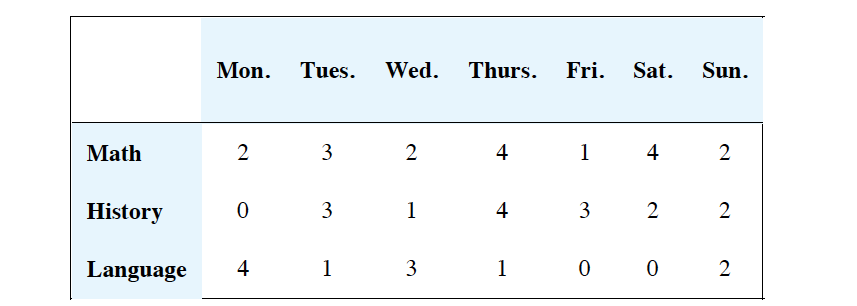 Mon. Tues. Wed. Thurs. Fri. Sat. Sun.
Math 2 3 2 4 1 4 2
History 0 3 1 4 3 2 2
Language 4 1 3 1 0 0 2